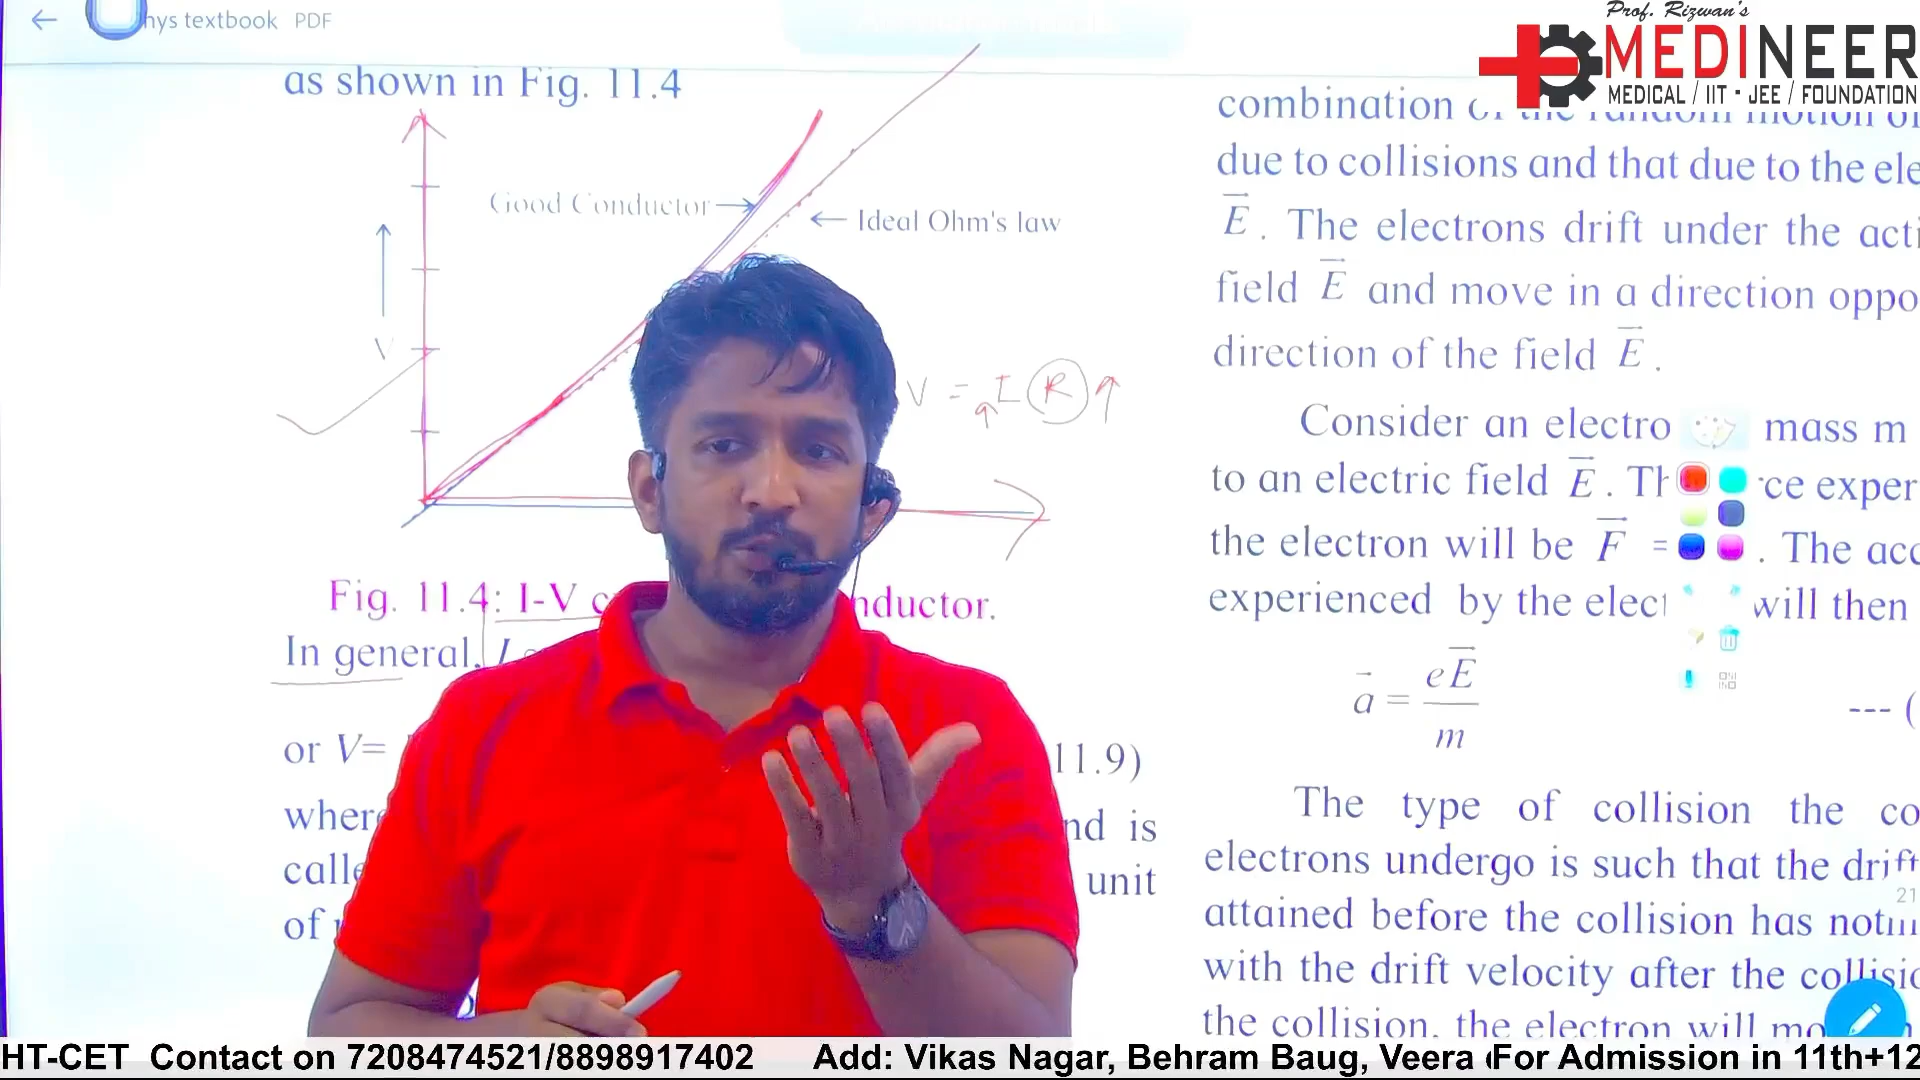 hys textbook PDF
Prof. Rizwan's
MEDINEER
MEDICAL / IIT - JEE / FOUNDATION
as shown in Fig. 11.4
Good Conductor
Ideal Ohm's law
V
V = I R
Fig. 11.4: I-V c nductor.
In general, I
or V= 11.9)
where nd is
calle unit
of
combination the random motion of
due to collisions and that due to the ele
E. The electrons drift under the acti
field E and move in a direction oppo
direction of the field E.
Consider an electro mass m
to an electric field E. Th ce exper
the electron will be F = . The acc
experienced by the elect will then
a = eE/m
--- (
The type of collision the co
electrons undergo is such that the drift
21
attained before the collision has
with the drift velocity after the collisio
the collision, the electron will mo
HT-CET Contact on 7208474521/8898917402 Add: Vikas Nagar, Behram Baug, Veera For Admission in 11th+12